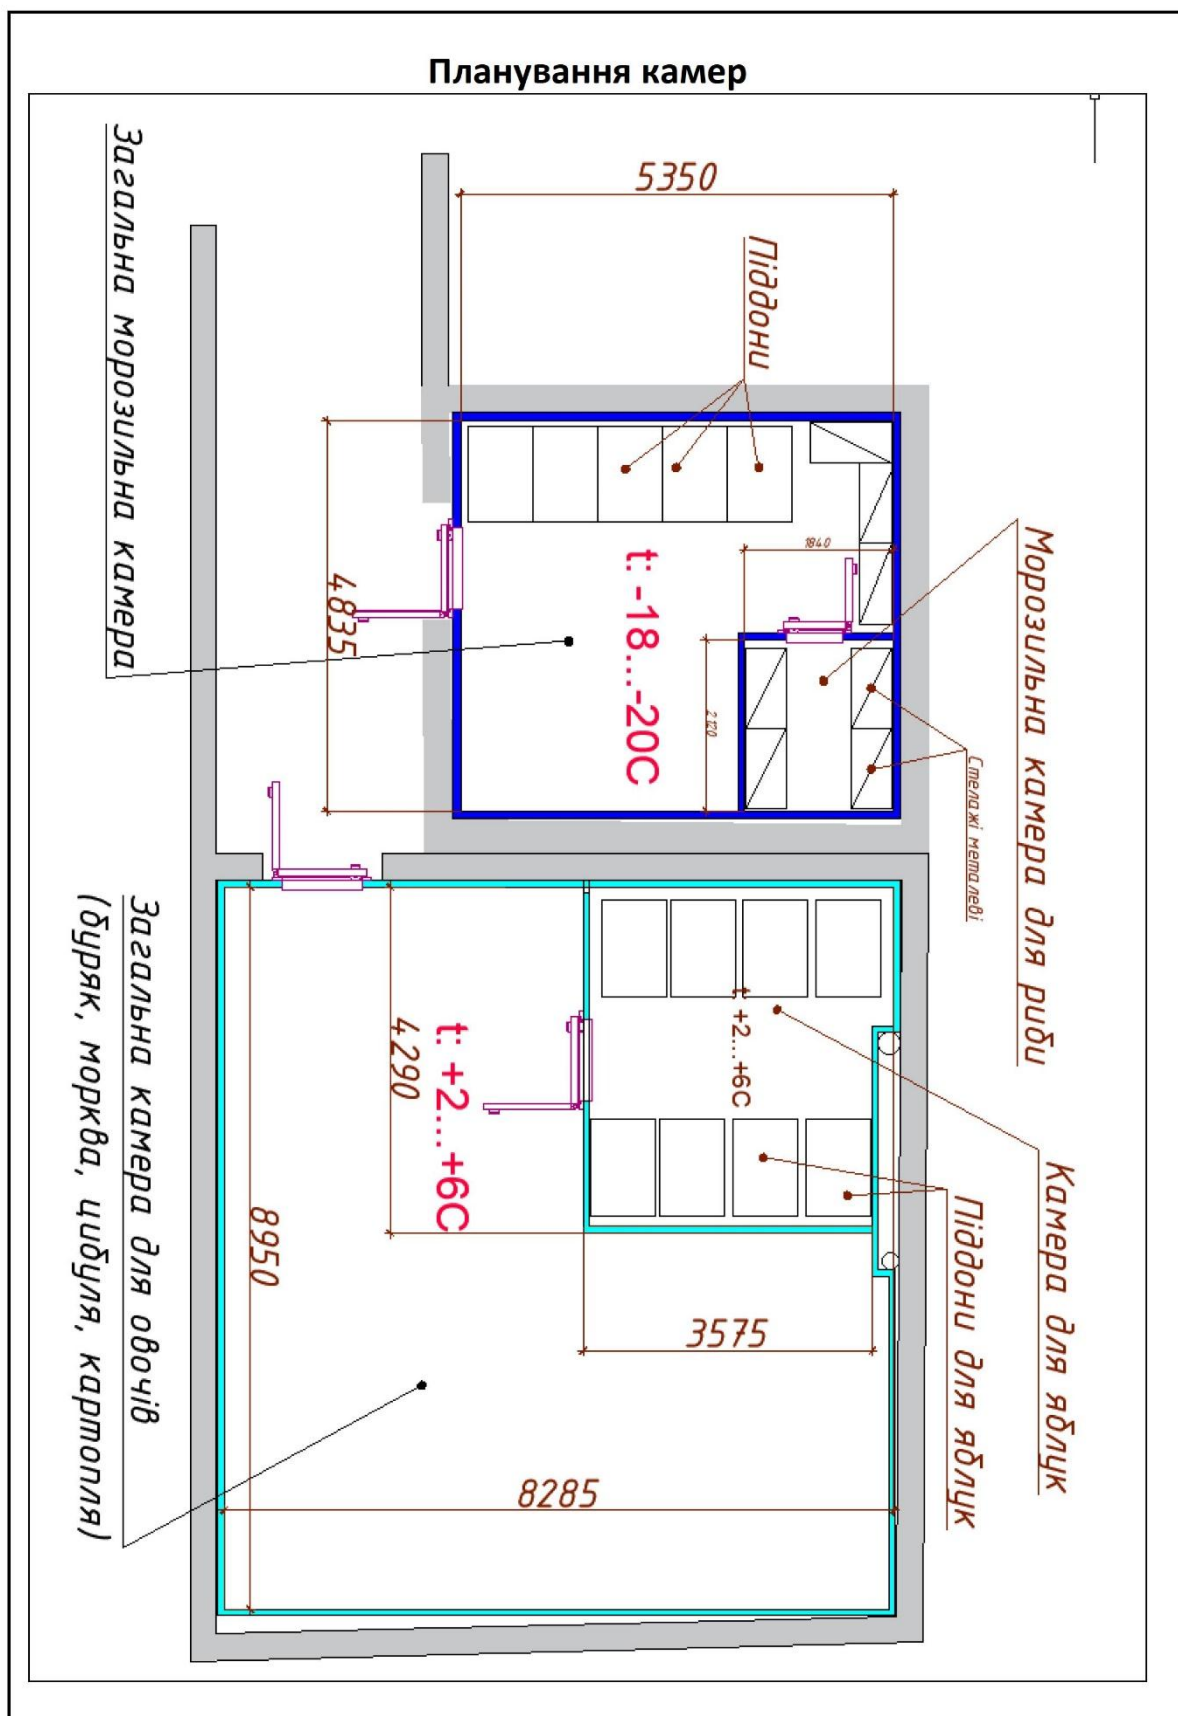 Планування камер
Загальна морозильна камера
5350
Піддони
4835
t: -18...-20C
1840
2120
Морозильна камера для риби
Стелажі металеві
Загальна камера для овочів
(буряк, морква, цибуля, картопля)
8950
4290
t: +2...+6C
t +2...+6C
3575
8285
Камера для яблук
Піддони для яблук